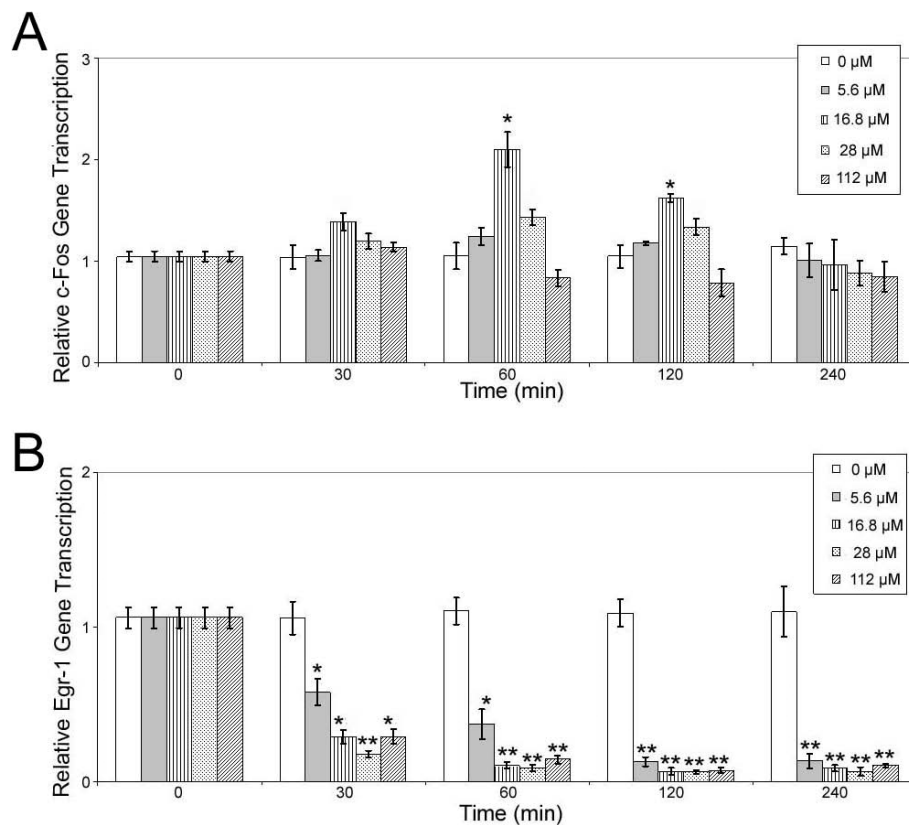 A
Relative c-Fos Gene Transcription
3
2
1
0
*
*
0 µM
5.6 µM
16.8 µM
28 µM
112 µM
0 30 60 120 240
Time (min)
B
Relative Egr-1 Gene Transcription
2
1
0
0 µM
5.6 µM
16.8 µM
28 µM
112 µM
* * ** *
* ** ** **
** ** ** **
** ** ** **
0 30 60 120 240
Time (min)